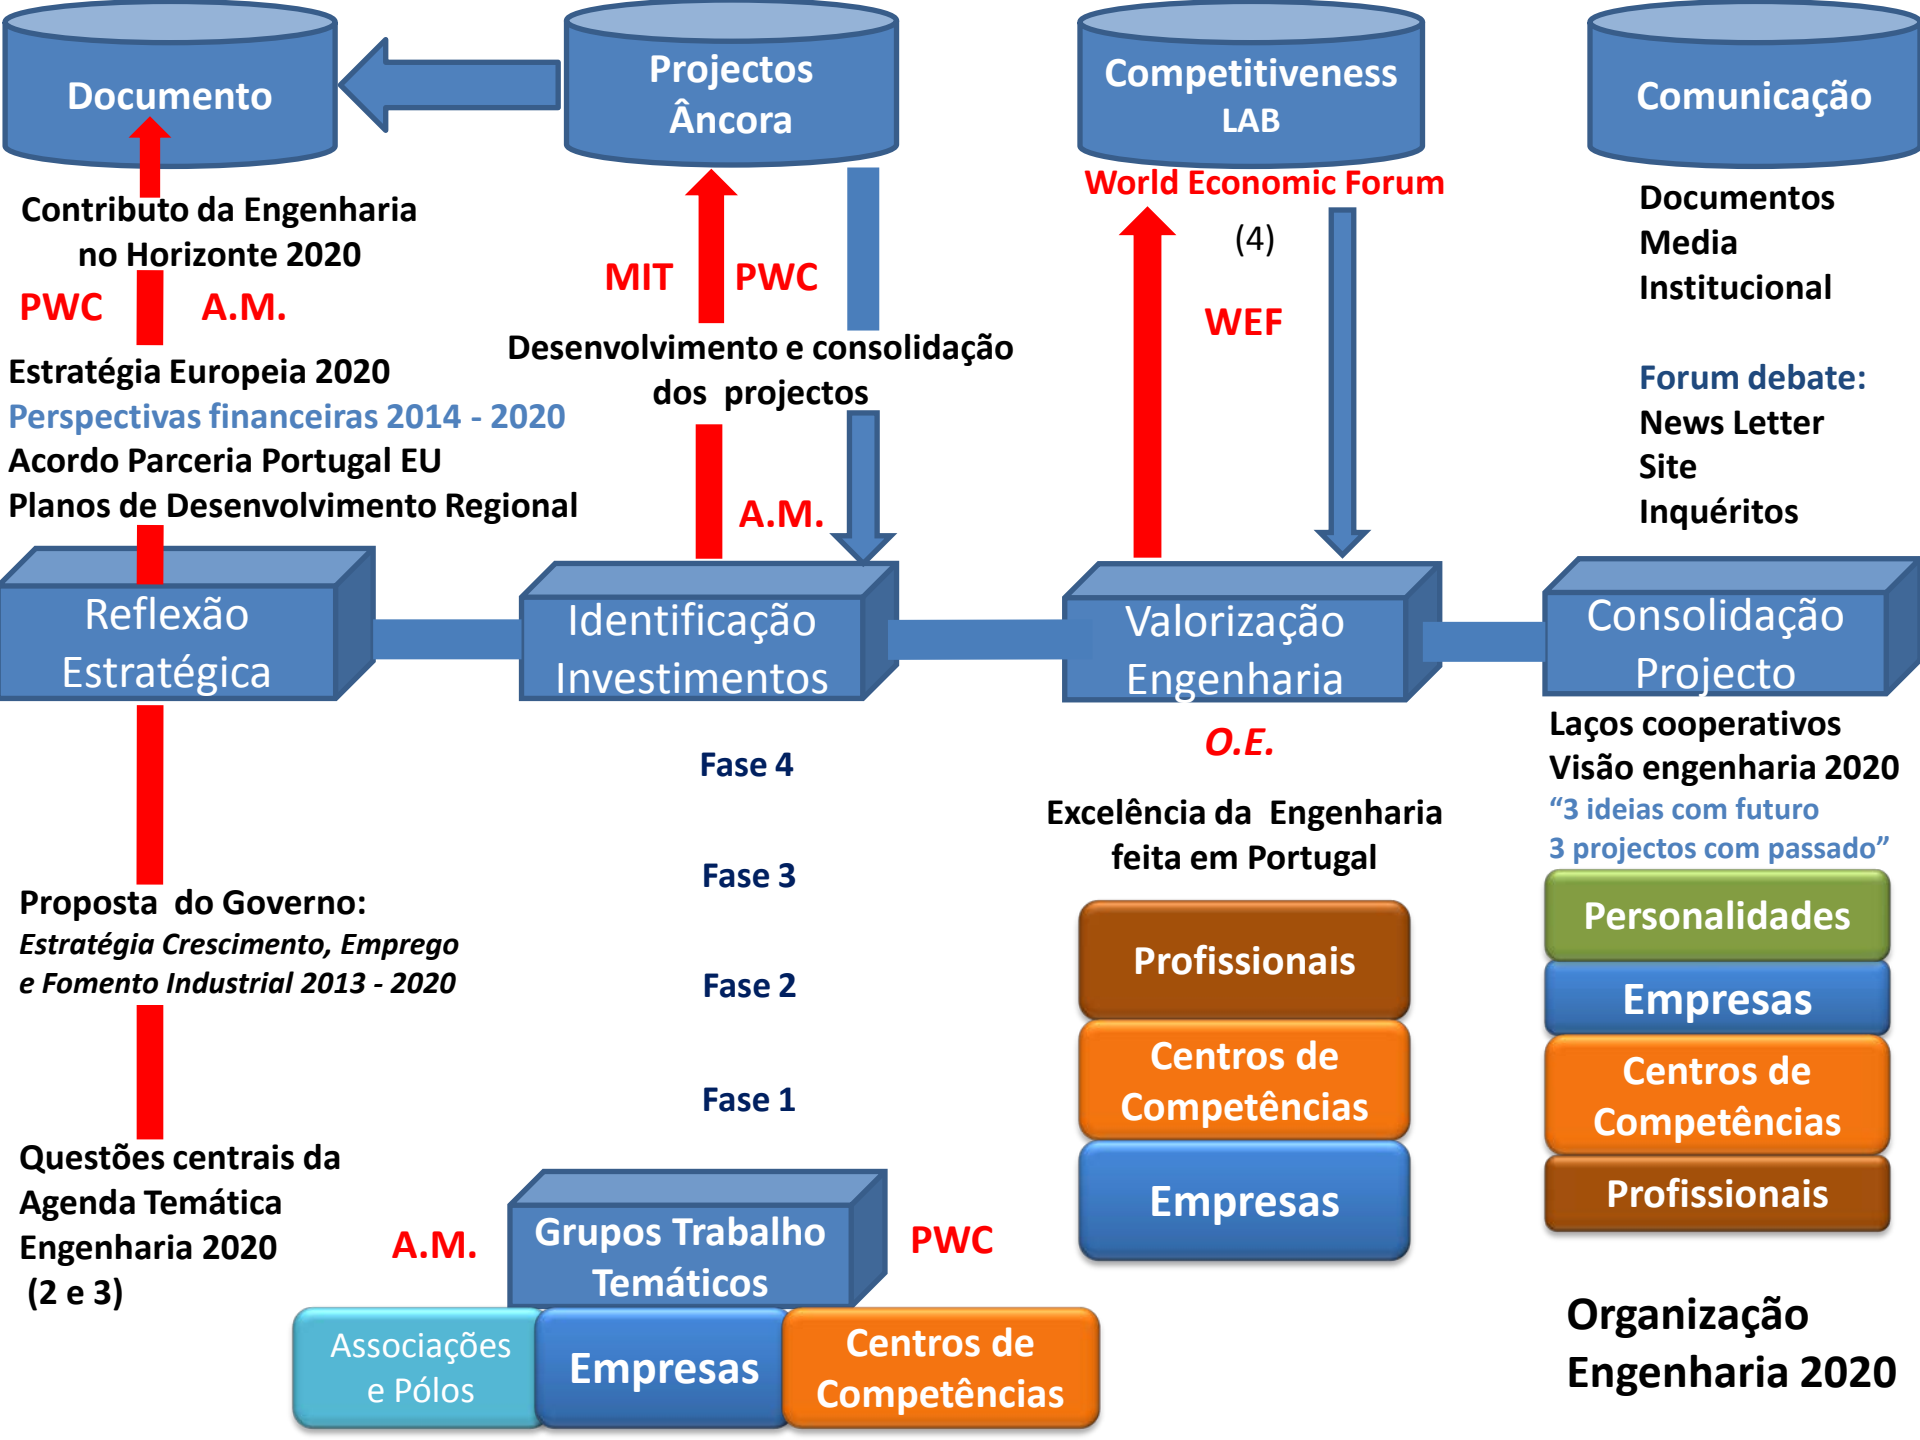 Documento
Projectos
Âncora
Competitiveness
LAB
Comunicação
Contributo da Engenharia
no Horizonte 2020
PWC
A.M.
Estratégia Europeia 2020
Perspectivas financeiras 2014 - 2020
Acordo Parceria Portugal EU
Planos de Desenvolvimento Regional
MIT
PWC
Desenvolvimento e consolidação
dos projectos
A.M.
World Economic Forum
(4)
WEF
Documentos
Media
Institucional
Forum debate:
News Letter
Site
Inquéritos
Reflexão
Estratégica
Identificação
Investimentos
Valorização
Engenharia
Consolidação
Projecto
Proposta do Governo:
Estratégia Crescimento, Emprego
e Fomento Industrial 2013 - 2020
Questões centrais da
Agenda Temática
Engenharia 2020
(2 e 3)
Fase 4
Fase 3
Fase 2
Fase 1
A.M.
Grupos Trabalho
Temáticos
PWC
Associações
e Pólos
Empresas
Centros de
Competências
O.E.
Excelência da Engenharia
feita em Portugal
Profissionais
Centros de
Competências
Empresas
Laços cooperativos
Visão engenharia 2020
“3 ideias com futuro
3 projectos com passado”
Personalidades
Empresas
Centros de
Competências
Profissionais
Organização
Engenharia 2020